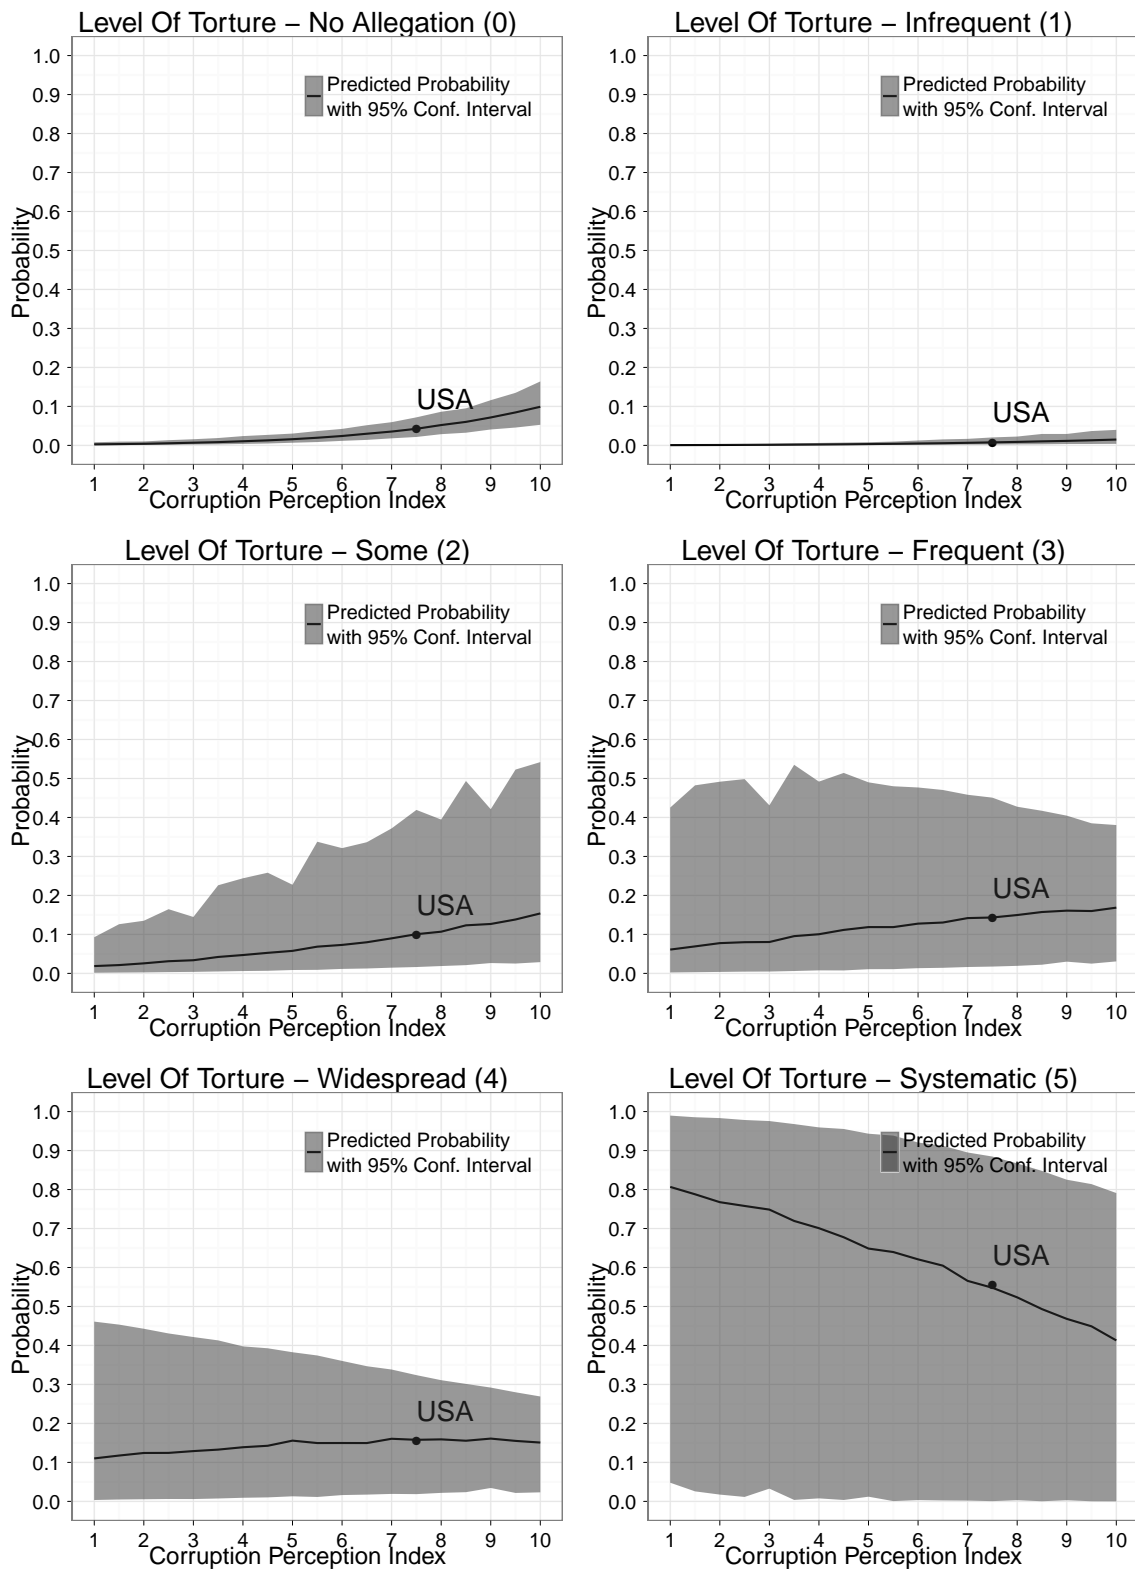 Level Of Torture – No Allegation (0)
1.0
0.9
0.8
0.7
0.6
0.5
0.4
0.3
0.2
0.1
0.0
Probability
Predicted Probability
with 95% Conf. Interval
USA
1 2 3 4 5 6 7 8 9 10
Corruption Perception Index
Level Of Torture – Infrequent (1)
1.0
0.9
0.8
0.7
0.6
0.5
0.4
0.3
0.2
0.1
0.0
Probability
Predicted Probability
with 95% Conf. Interval
USA
1 2 3 4 5 6 7 8 9 10
Corruption Perception Index
Level Of Torture – Some (2)
1.0
0.9
0.8
0.7
0.6
0.5
0.4
0.3
0.2
0.1
0.0
Probability
Predicted Probability
with 95% Conf. Interval
USA
1 2 3 4 5 6 7 8 9 10
Corruption Perception Index
Level Of Torture – Frequent (3)
1.0
0.9
0.8
0.7
0.6
0.5
0.4
0.3
0.2
0.1
0.0
Probability
Predicted Probability
with 95% Conf. Interval
USA
1 2 3 4 5 6 7 8 9 10
Corruption Perception Index
Level Of Torture – Widespread (4)
1.0
0.9
0.8
0.7
0.6
0.5
0.4
0.3
0.2
0.1
0.0
Probability
Predicted Probability
with 95% Conf. Interval
USA
1 2 3 4 5 6 7 8 9 10
Corruption Perception Index
Level Of Torture – Systematic (5)
1.0
0.9
0.8
0.7
0.6
0.5
0.4
0.3
0.2
0.1
0.0
Probability
Predicted Probability
with 95% Conf. Interval
USA
1 2 3 4 5 6 7 8 9 10
Corruption Perception Index